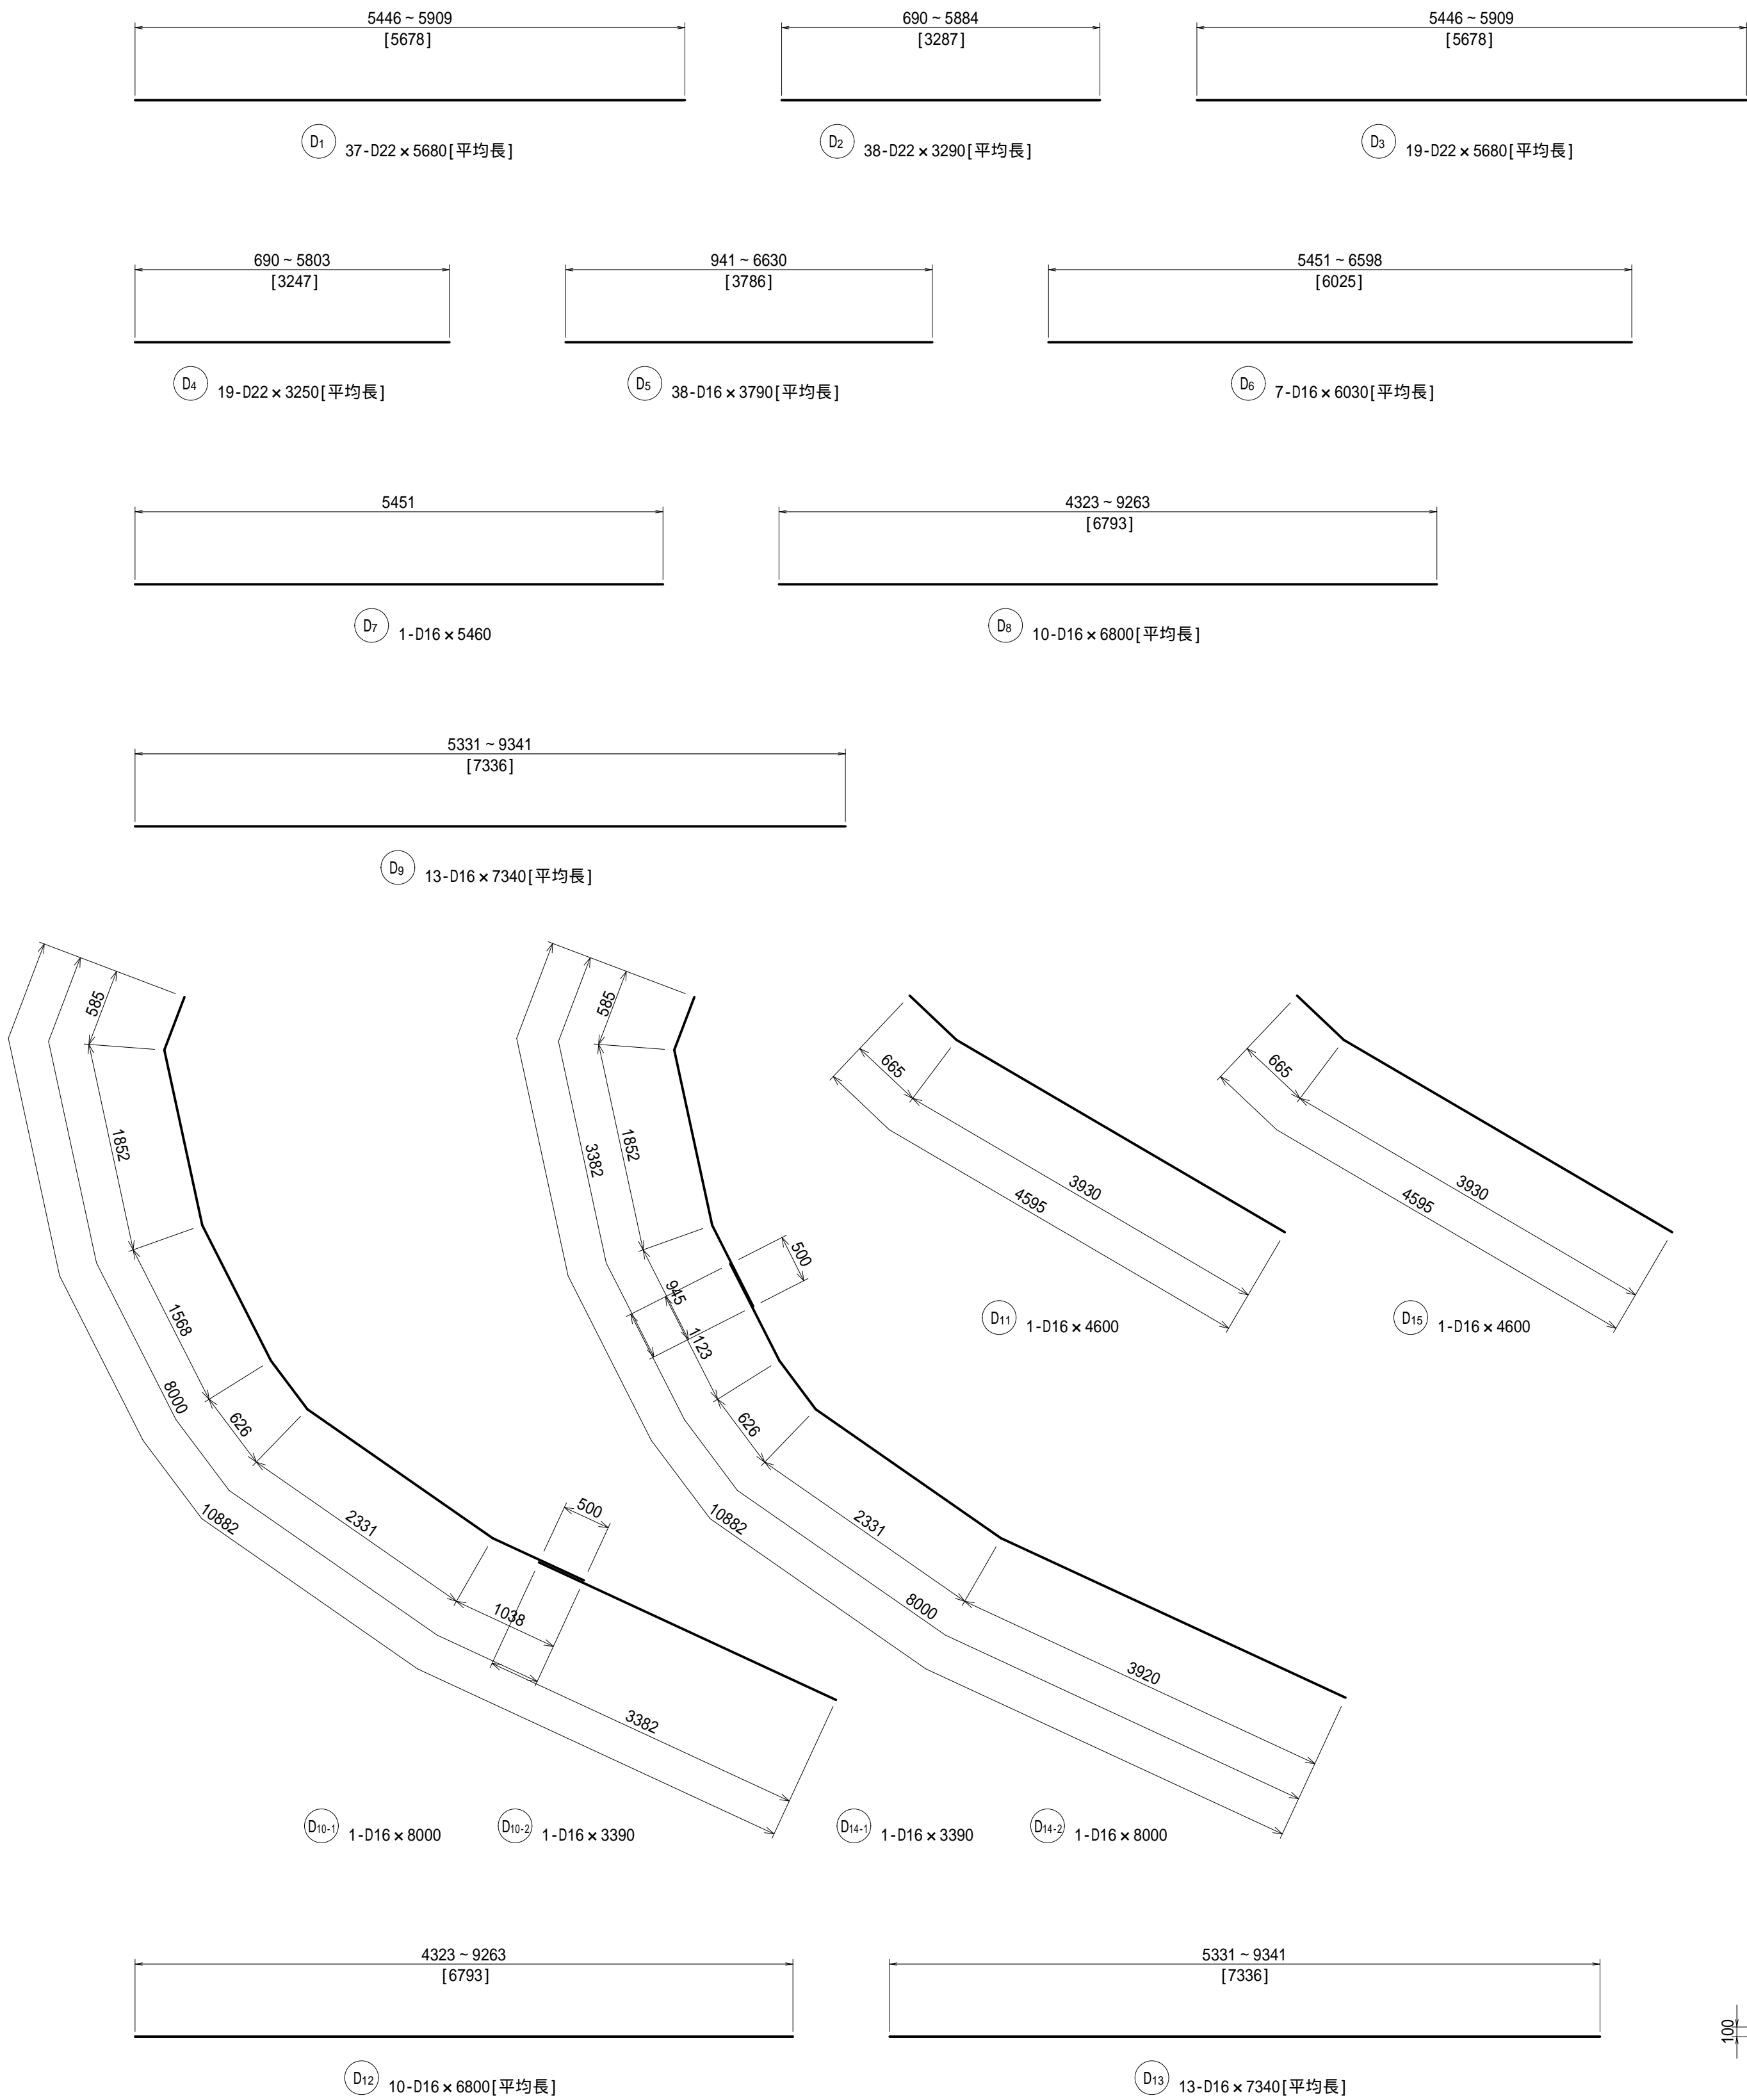 5446 ~ 5909
[5678]
690 ~ 5884
[3287]
5446 ~ 5909
[5678]
D1 37-D22×5680[平均長]
D2 38-D22×3290[平均長]
D3 19-D22×5680[平均長]
690 ~ 5803
[3247]
941 ~ 6630
[3786]
5451 ~ 6598
[6025]
D4 19-D22×3250[平均長]
D5 38-D16×3790[平均長]
D6 7-D16×6030[平均長]
5451
4323 ~ 9263
[6793]
D7 1-D16×5460
D8 10-D16×6800[平均長]
5331 ~ 9341
[7336]
D9 13-D16×7340[平均長]
585
1852
1568
8000
626
10882
2331
500
1038
3382
D10-1 1-D16×8000
D10-2 1-D16×3390
585
3382
1852
500
945
1123
626
10882
2331
8000
3920
D14-1 1-D16×3390
D14-2 1-D16×8000
665
3930
4595
D11 1-D16×4600
665
3930
4595
D15 1-D16×4600
4323 ~ 9263
[6793]
5331 ~ 9341
[7336]
100
D12 10-D16×6800[平均長]
D13 13-D16×7340[平均長]